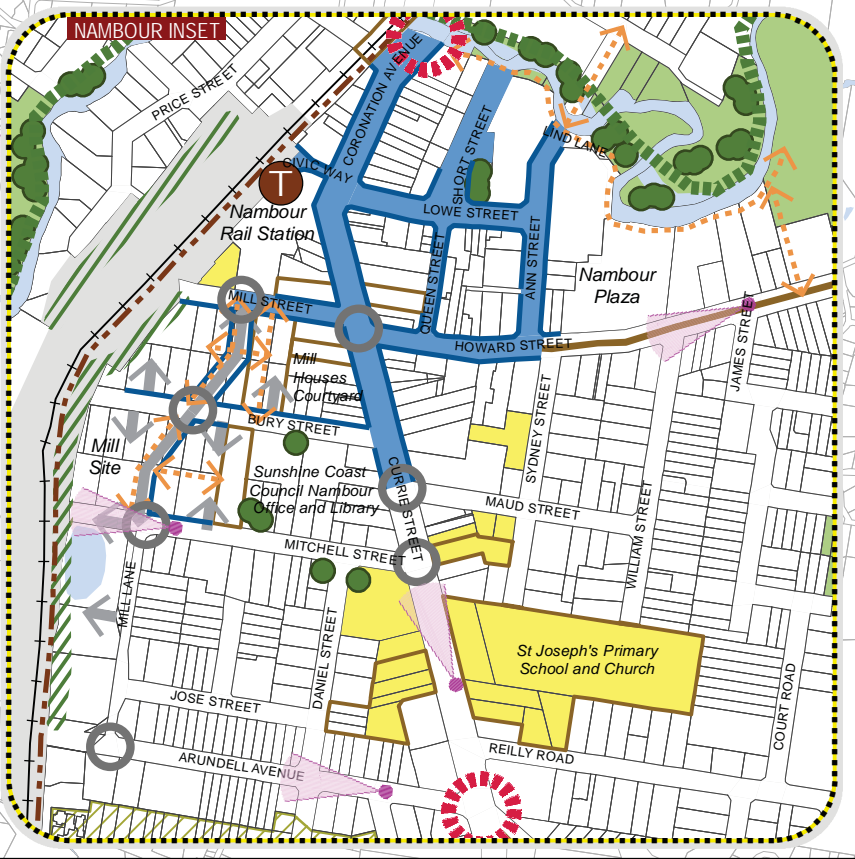 NAMBOUR INSET
PRICE STREET
CORONATION AVENUE
CIVIC WAY
SHORT STREET
LIND LANE
T
Nambour
Rail Station
LOWE STREET
QUEEN STREET
ANN STREET
Nambour
Plaza
MILL STREET
HOWARD STREET
JAMES STREET
Mill
Houses
Courtyard
BURY STREET
SYDNEY STREET
Mill
Site
Sunshine Coast
Council Nambour
Office and Library
CURRIE STREET
MAUD STREET
WILLIAM STREET
MITCHELL STREET
MILL LANE
DANIEL STREET
St Joseph's Primary
School and Church
COURT ROAD
JOSE STREET
REILLY ROAD
ARUNDELL AVENUE